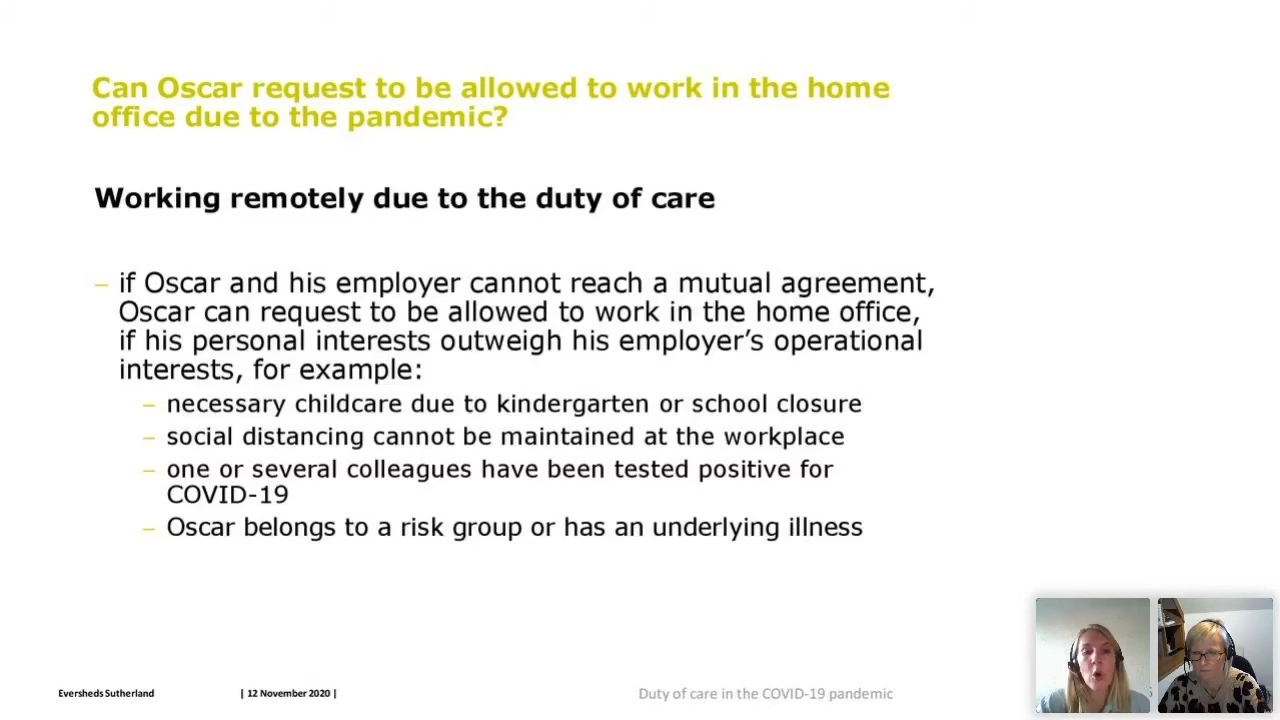 Can Oscar request to be allowed to work in the home
office due to the pandemic?
Working remotely due to the duty of care
– if Oscar and his employer cannot reach a mutual agreement,
Oscar can request to be allowed to work in the home office,
if his personal interests outweigh his employer’s operational
interests, for example:
– necessary childcare due to kindergarten or school closure
– social distancing cannot be maintained at the workplace
– one or several colleagues have been tested positive for
COVID-19
– Oscar belongs to a risk group or has an underlying illness
Eversheds Sutherland | 12 November 2020 | Duty of care in the COVID-19 pandemic